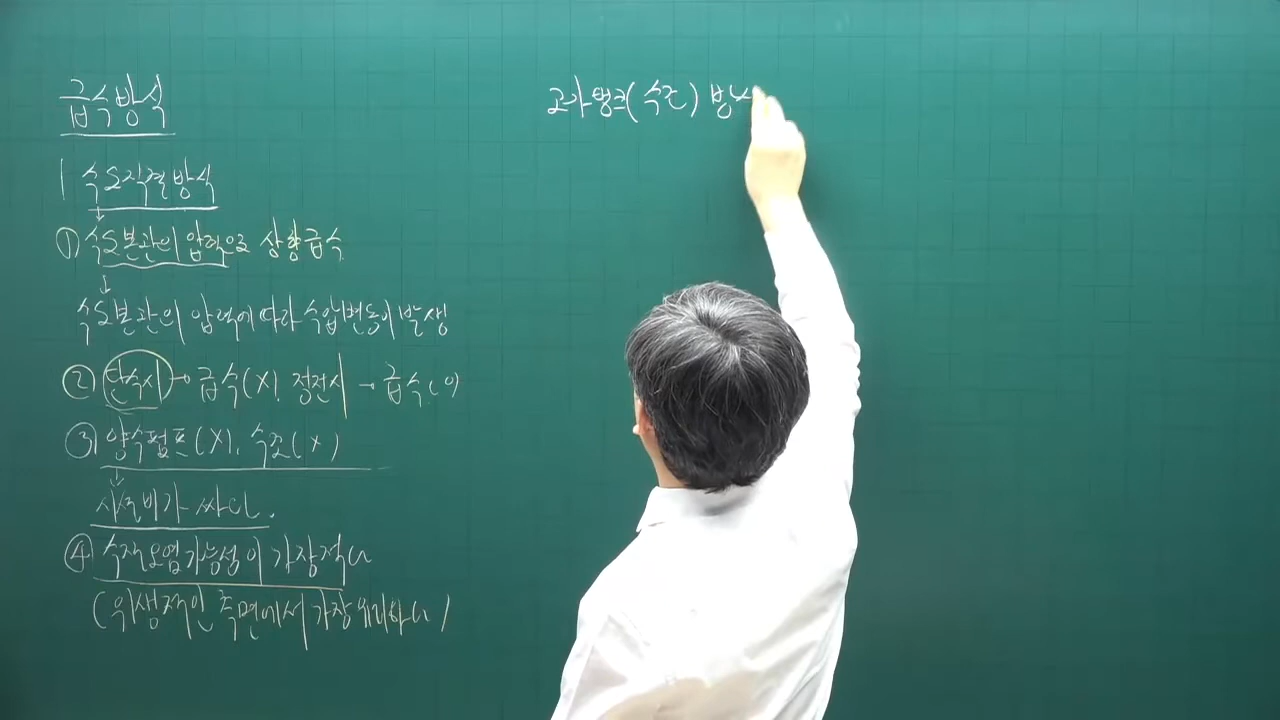 급수방식
1 수도직결방식
① 수도본관의 압력으로 상향급수
수도본관의 압력에따라 수압변동이 발생
② 단수시 → 급수(X), 정전시 → 급수(O)
③ 양수펌프(X), 수조(X)
시설비가 싸다.
④ 수질오염가능성이 가장적다
(위생적인 측면에서 가장 유리하다)
고가탱크(수조) 방식